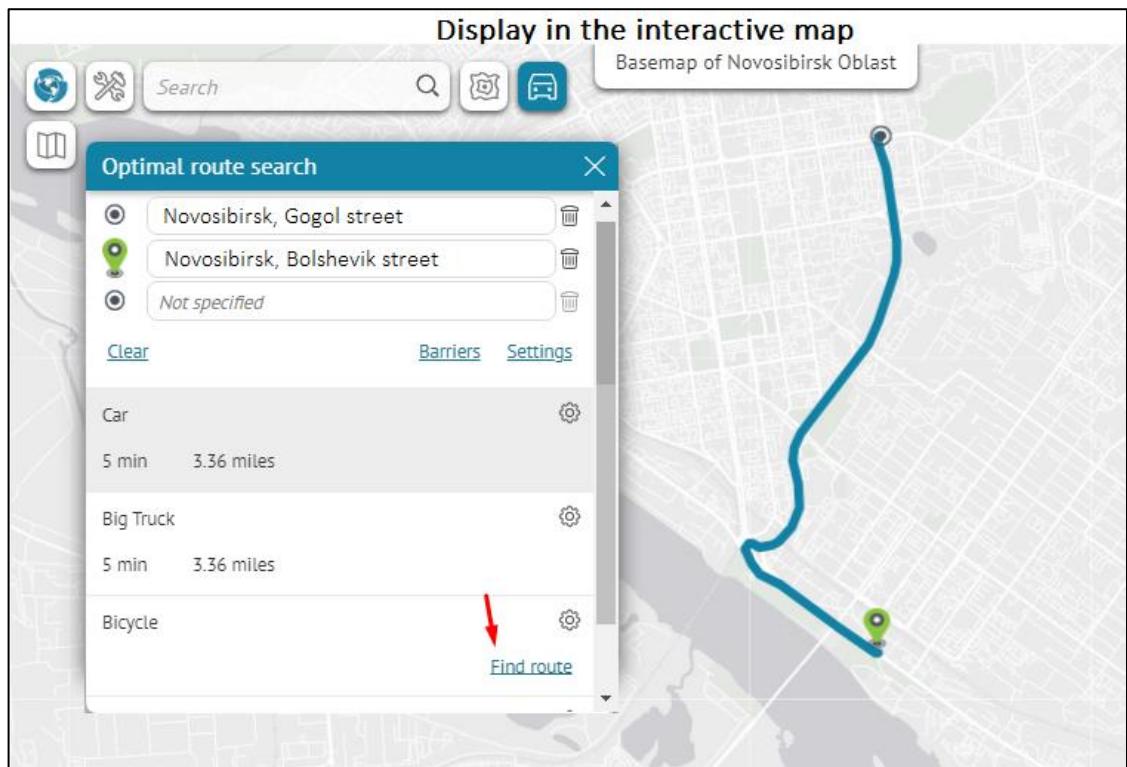 Display in the interactive map
Basemap of Novosibirsk Oblast
Search
Optimal route search
Novosibirsk, Gogol street
Novosibirsk, Bolshevik street
Not specified
Clear Barriers Settings
Car
5 min 3.36 miles
Big Truck
5 min 3.36 miles
Bicycle
Find route